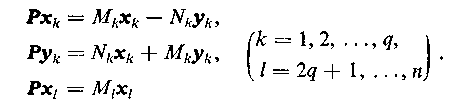 Px_k = M_k x_k − N_k y_k,
Py_k = N_k x_k + M_k y_k, (k = 1, 2, ..., q,
Px_l = M_l x_l l = 2q + 1, ..., n).